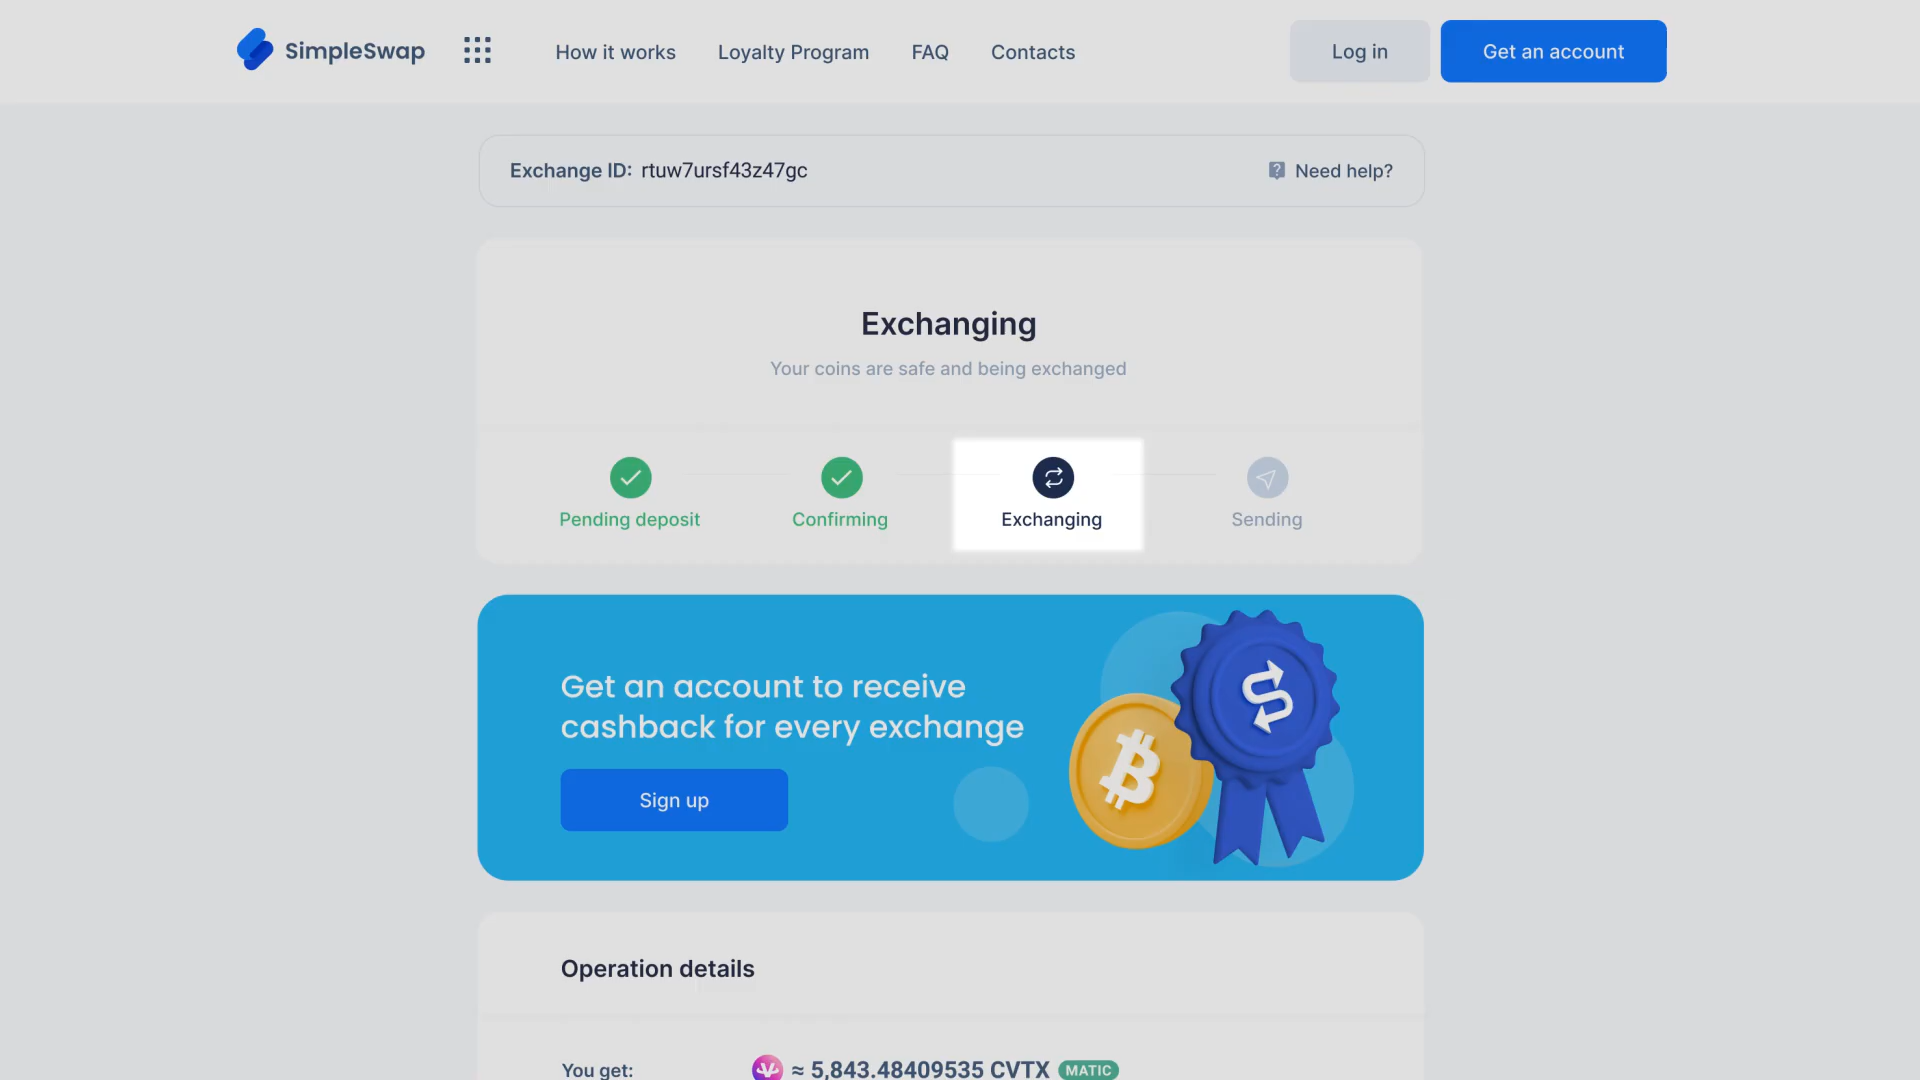 SimpleSwap
How it works
Loyalty Program
FAQ
Contacts
Log in
Get an account
Exchange ID: rtuw7ursf43z47gc
Need help?
Exchanging
Your coins are safe and being exchanged
Pending deposit
Confirming
Exchanging
Sending
Get an account to receive
cashback for every exchange
Sign up
Operation details
You get: ≈ 5,843.48409535 CVTX MATIC